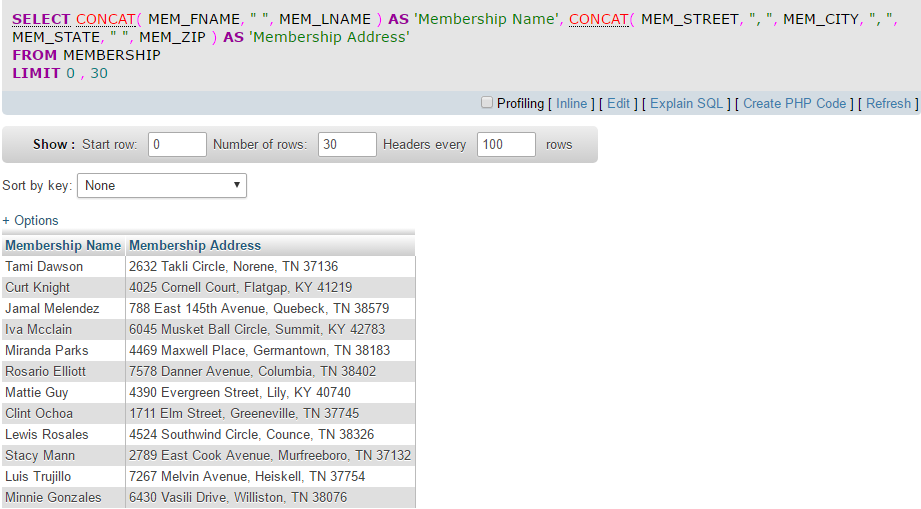 SELECT CONCAT( MEM_FNAME, " ", MEM_LNAME ) AS 'Membership Name', CONCAT( MEM_STREET, ", ", MEM_CITY, ", ",
MEM_STATE, " ", MEM_ZIP ) AS 'Membership Address'
FROM MEMBERSHIP
LIMIT 0 , 30
Profiling [ Inline ] [ Edit ] [ Explain SQL ] [ Create PHP Code ] [ Refresh ]
Show : Start row: 0 Number of rows: 30 Headers every 100 rows
Sort by key: None
+ Options
Membership Name Membership Address
Tami Dawson 2632 Takli Circle, Norene, TN 37136
Curt Knight 4025 Cornell Court, Flatgap, KY 41219
Jamal Melendez 788 East 145th Avenue, Quebeck, TN 38579
Iva Mcclain 6045 Musket Ball Circle, Summit, KY 42783
Miranda Parks 4469 Maxwell Place, Germantown, TN 38183
Rosario Elliott 7578 Danner Avenue, Columbia, TN 38402
Mattie Guy 4390 Evergreen Street, Lily, KY 40740
Clint Ochoa 1711 Elm Street, Greeneville, TN 37745
Lewis Rosales 4524 Southwind Circle, Counce, TN 38326
Stacy Mann 2789 East Cook Avenue, Murfreeboro, TN 37132
Luis Trujillo 7267 Melvin Avenue, Heiskell, TN 37754
Minnie Gonzales 6430 Vasili Drive, Williston, TN 38076